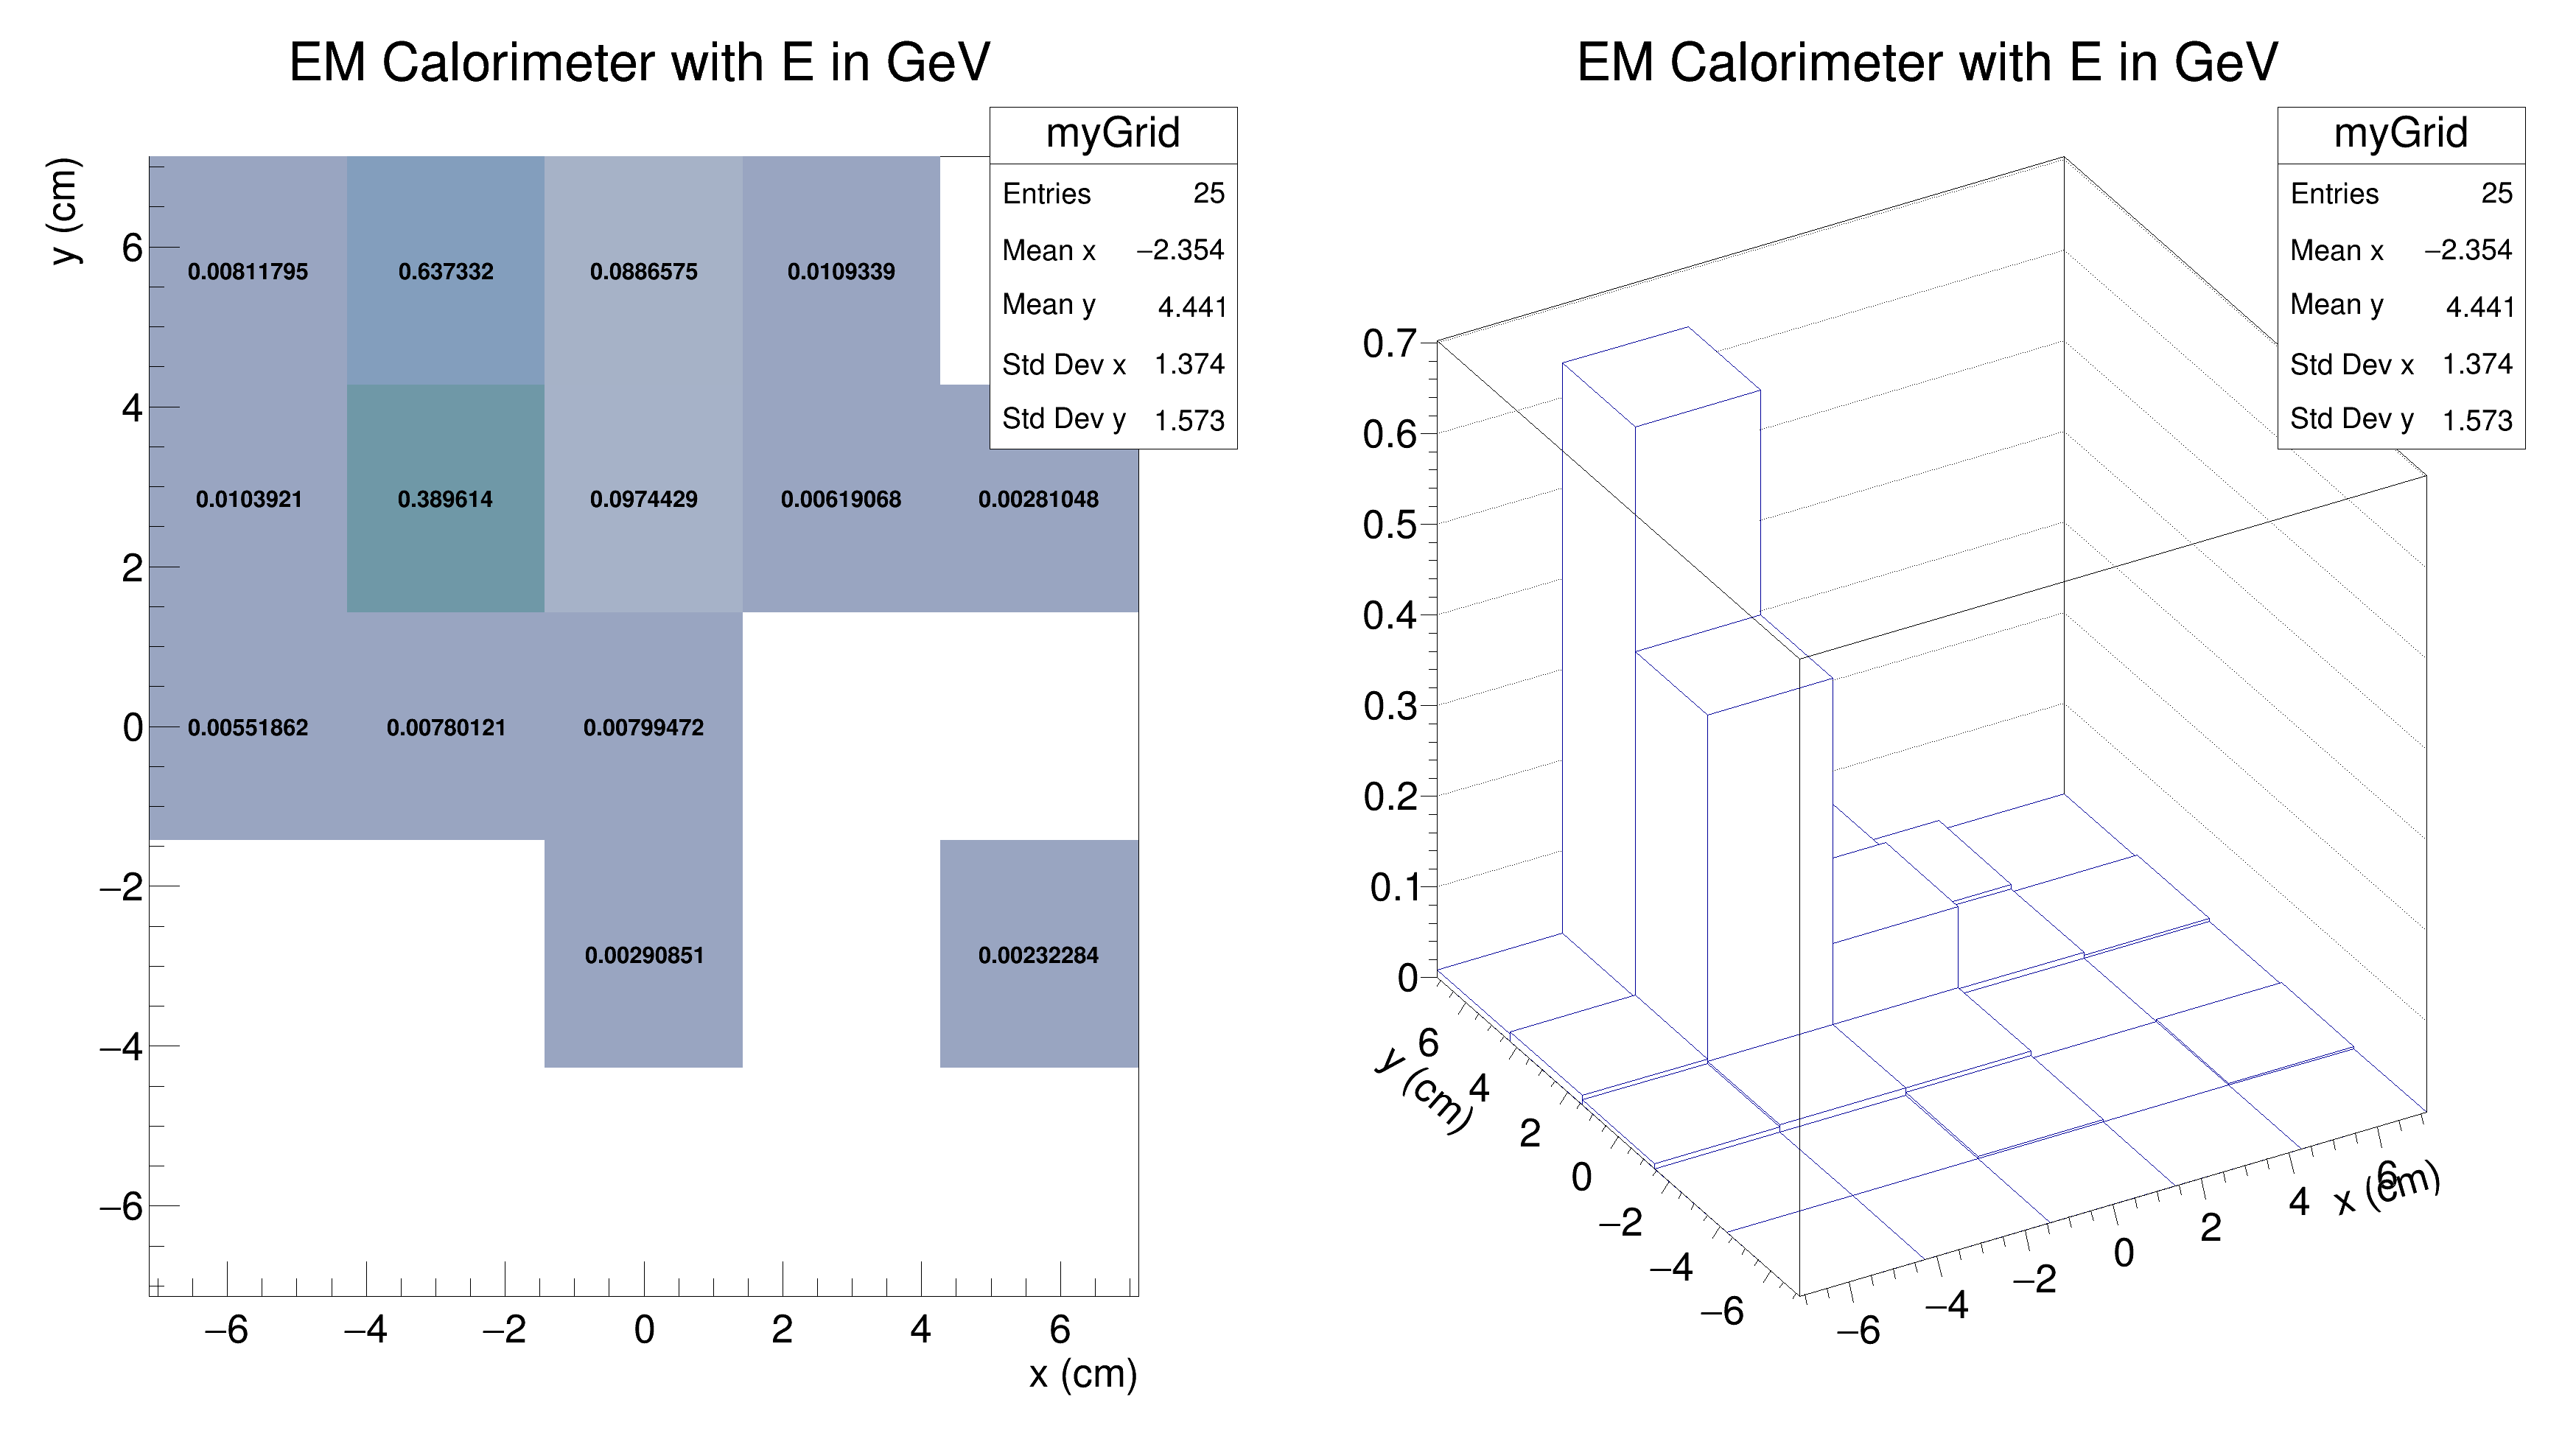 EM Calorimeter with E in GeV
myGrid
Entries 25
Mean x −2.354
Mean y 4.441
Std Dev x 1.374
Std Dev y 1.573
y (cm)
6
4
2
0
−2
−4
−6
0.00811795 0.637332 0.0886575 0.0109339
0.0103921 0.389614 0.0974429 0.00619068 0.00281048
0.00551862 0.00780121 0.00799472
0.00290851 0.00232284
−6 −4 −2 0 2 4 6
x (cm)
EM Calorimeter with E in GeV
myGrid
Entries 25
Mean x −2.354
Mean y 4.441
Std Dev x 1.374
Std Dev y 1.573
0.7
0.6
0.5
0.4
0.3
0.2
0.1
0
y (cm)
6
4
2
0
−2
−4
−6
−6 −4 −2 0 2 4 6
x (cm)